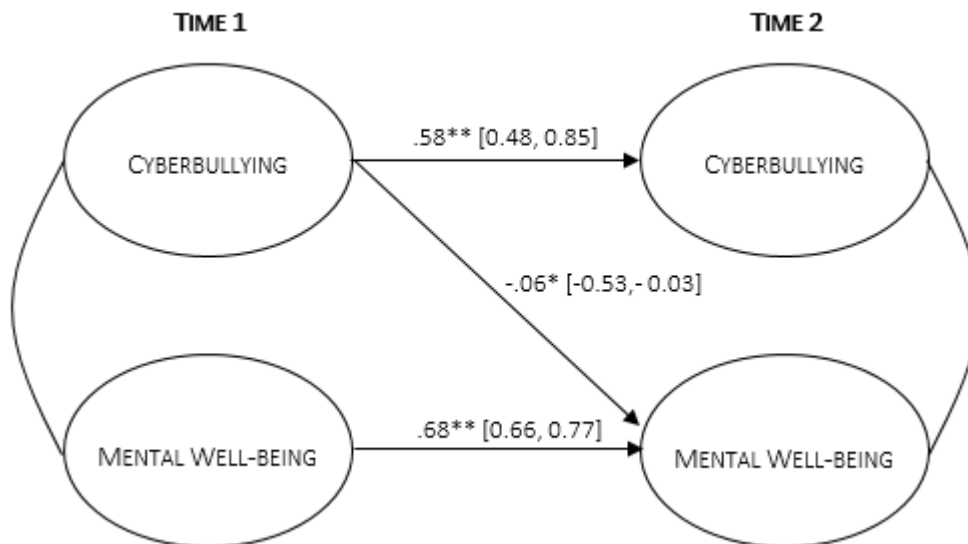 TIME 1
TIME 2
CYBERBULLYING
.58** [0.48, 0.85]
CYBERBULLYING
-.06* [-0.53,- 0.03]
MENTAL WELL-BEING
.68** [0.66, 0.77]
MENTAL WELL-BEING